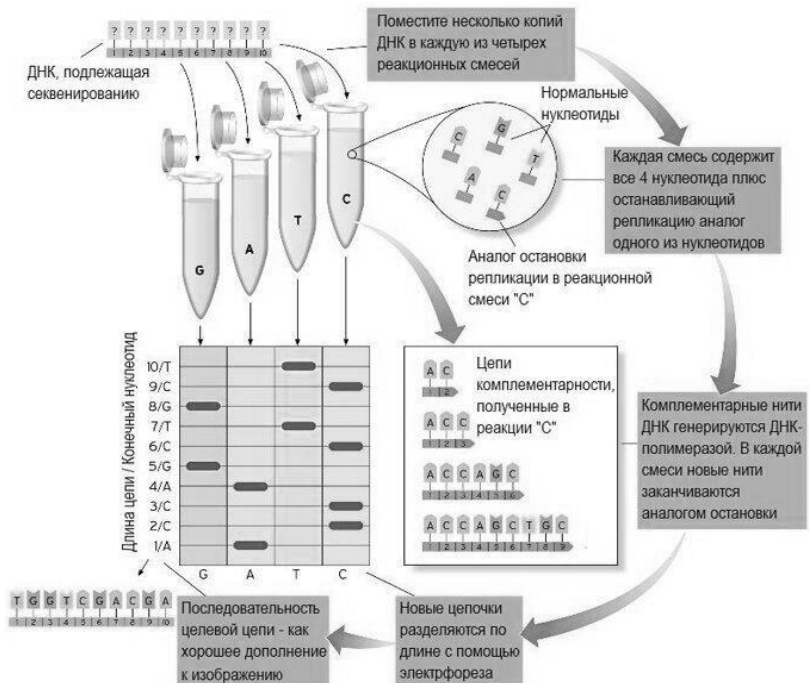 ? ? ? ? ? ? ? ? ? ?
1 2 3 4 5 6 7 8 9 10
ДНК, подлежащая
секвенированию
Поместите несколько копий
ДНК в каждую из четырех
реакционных смесей
Нормальные
нуклеотиды
C G T A C
Каждая смесь содержит
все 4 нуклеотида плюс
останавливающий
репликацию аналог
одного из нуклеотидов
Аналог остановки
репликации в реакционной
смеси "С"
G A T C
Длина цепи / Конечный нуклеотид
10/T
9/C
8/G
7/T
6/C
5/G
4/A
3/C
2/C
1/A
G A T C
Цепи
комплементарности,
полученные в
реакции "С"
A C
1 2
A C C
1 2 3
A C C A G C
1 2 3 4 5 6
A C C A G C T G C
1 2 3 4 5 6 7 8 9
Комплементарные нити
ДНК генерируются ДНК-
полимеразой. В каждой
смеси новые нити
заканчиваются
аналогом остановки
T G G T C G A C G A
1 2 3 4 5 6 7 8 9 10
Последовательность
целевой цепи - как
хорошее дополнение
к изображению
Новые цепочки
разделяются по
длине с помощью
электрфореза